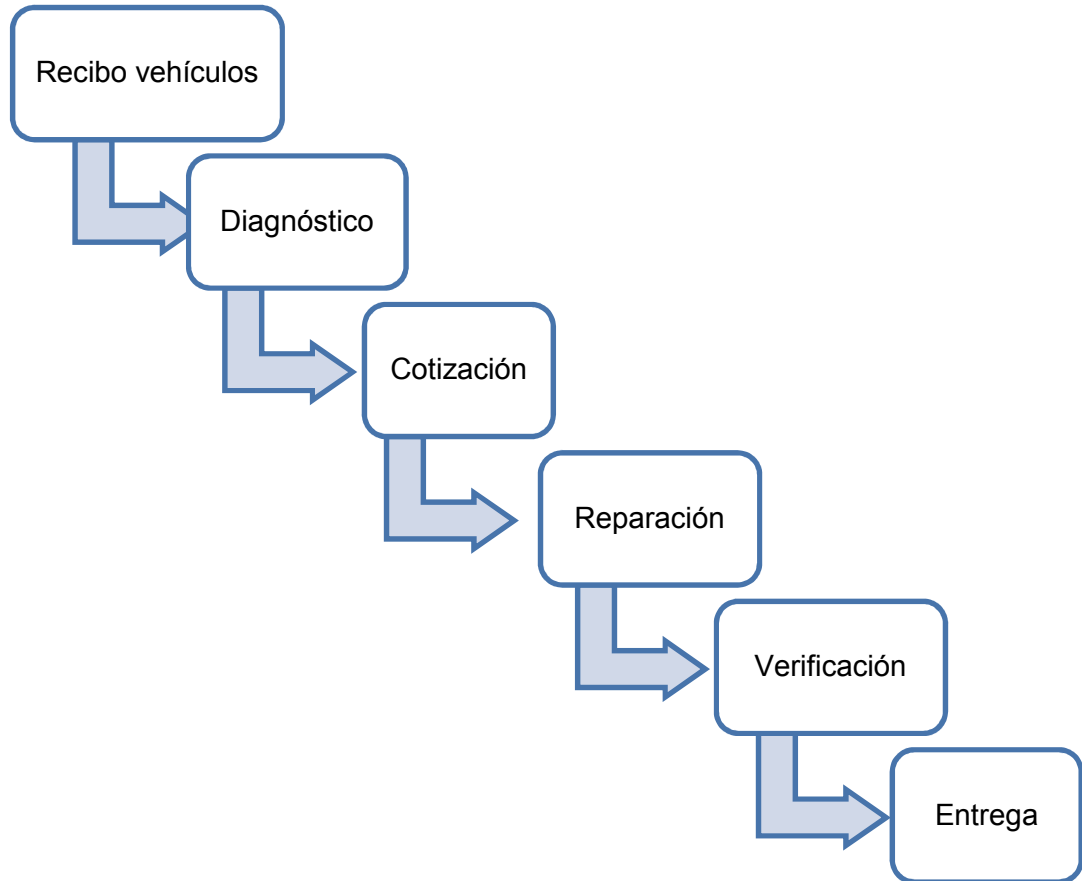 Recibo vehículos
Diagnóstico
Cotización
Reparación
Verificación
Entrega